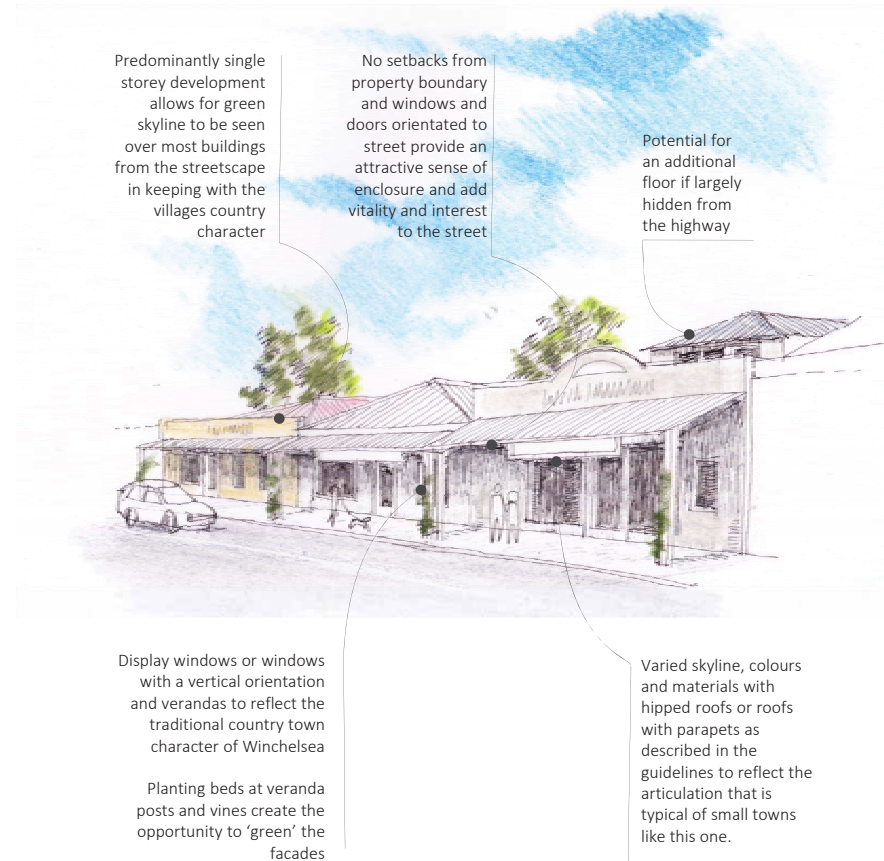 Predominantly single
storey development
allows for green
skyline to be seen
over most buildings
from the streetscape
in keeping with the
villages country
character
No setbacks from
property boundary
and windows and
doors orientated to
street provide an
attractive sense of
enclosure and add
vitality and interest
to the street
Potential for
an additional
floor if largely
hidden from
the highway
Display windows or windows
with a vertical orientation
and verandas to reflect the
traditional country town
character of Winchelsea
Planting beds at veranda
posts and vines create the
opportunity to ‘green’ the
facades
Varied skyline, colours
and materials with
hipped roofs or roofs
with parapets as
described in the
guidelines to reflect the
articulation that is
typical of small towns
like this one.